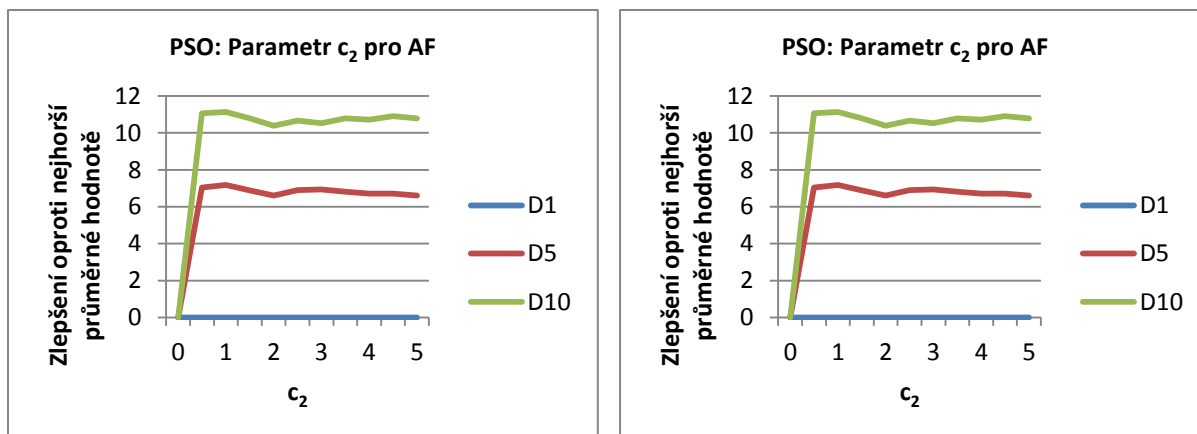 PSO: Parametr c₂ pro AF
Zlepšení oproti nejhorší
průměrné hodnotě
12
10
8
6
4
2
0
0 1 2 3 4 5
c₂
D1
D5
D10
PSO: Parametr c₂ pro AF
Zlepšení oproti nejhorší
průměrné hodnotě
12
10
8
6
4
2
0
0 1 2 3 4 5
c₂
D1
D5
D10